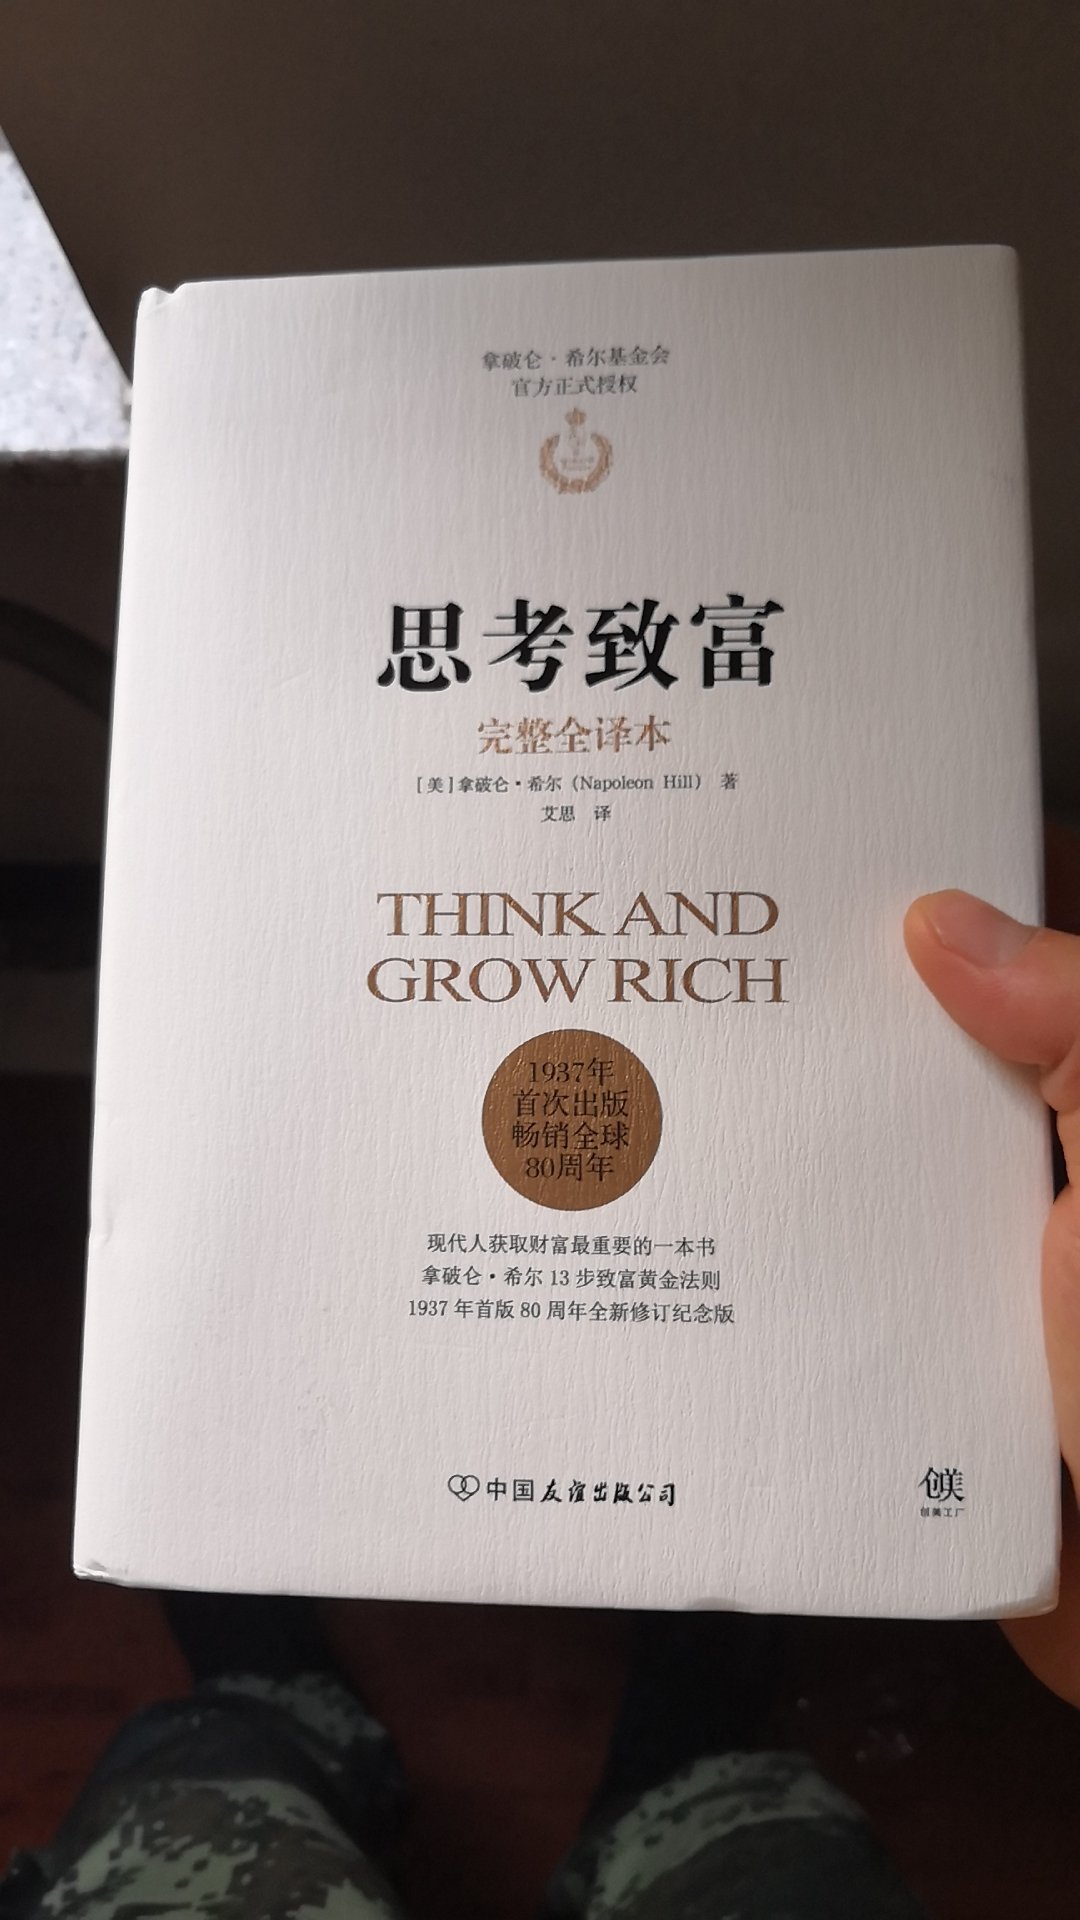 拿破仑·希尔基金会
官方正式授权
思考致富
完整全译本
[美]拿破仑·希尔（Napoleon Hill） 著
艾思 译
THINK AND
GROW RICH
1937年
首次出版
畅销全球
80周年
现代人获取财富最重要的一本书
拿破仑·希尔 13 步致富黄金法则
1937 年首版 80 周年全新修订纪念版
中国友谊出版公司
创美
创美工厂